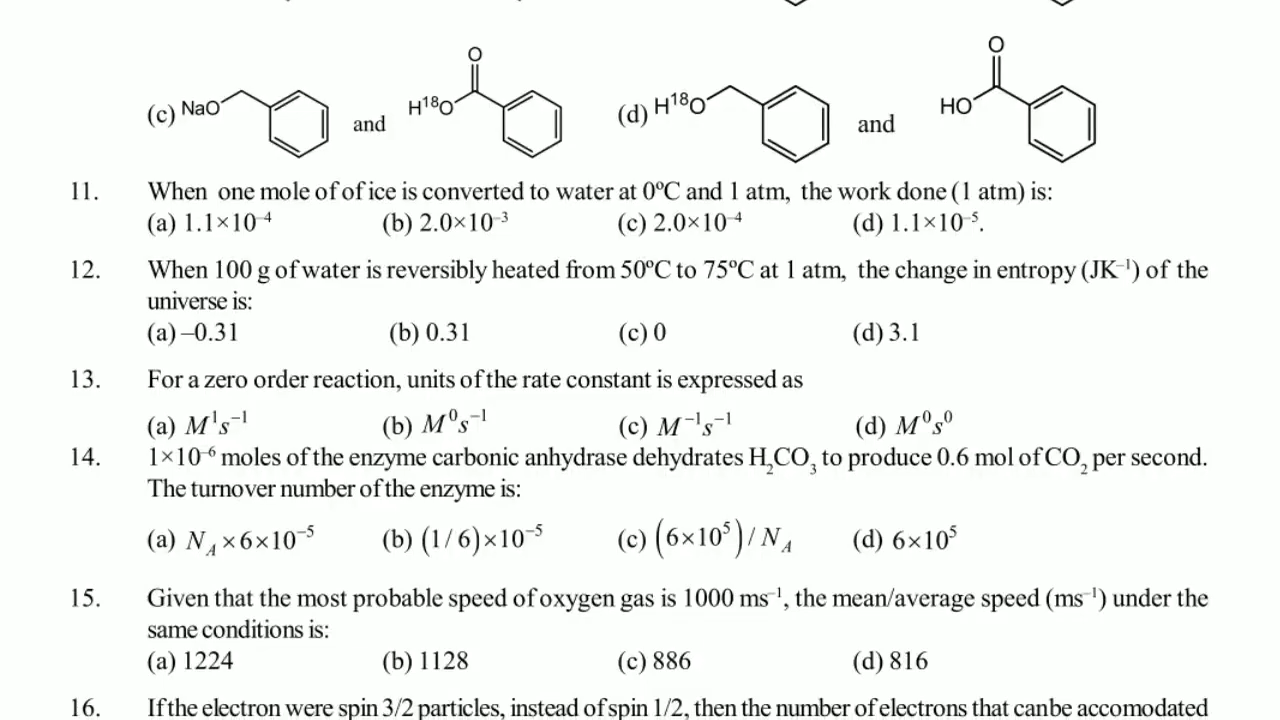 O
O
(c) NaO and H¹⁸O (d) H¹⁸O and HO
11. When one mole of of ice is converted to water at 0ºC and 1 atm, the work done (1 atm) is:
(a) 1.1×10⁻⁴ (b) 2.0×10⁻³ (c) 2.0×10⁻⁴ (d) 1.1×10⁻⁵.
12. When 100 g of water is reversibly heated from 50ºC to 75ºC at 1 atm, the change in entropy (JK⁻¹) of the
universe is:
(a) –0.31 (b) 0.31 (c) 0 (d) 3.1
13. For a zero order reaction, units of the rate constant is expressed as
(a) M¹s⁻¹ (b) M⁰s⁻¹ (c) M⁻¹s⁻¹ (d) M⁰s⁰
14. 1×10⁻⁶ moles of the enzyme carbonic anhydrase dehydrates H₂CO₃ to produce 0.6 mol of CO₂ per second.
The turnover number of the enzyme is:
(a) N_A×6×10⁻⁵ (b) (1/6)×10⁻⁵ (c) (6×10⁵)/N_A (d) 6×10⁵
15. Given that the most probable speed of oxygen gas is 1000 ms⁻¹, the mean/average speed (ms⁻¹) under the
same conditions is:
(a) 1224 (b) 1128 (c) 886 (d) 816
16. If the electron were spin 3/2 particles, instead of spin 1/2, then the number of electrons that canbe accomodated